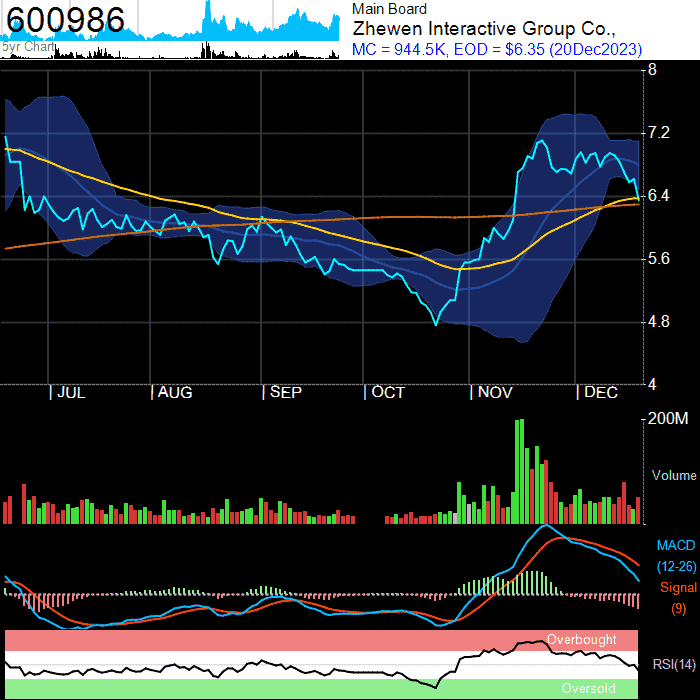 600986
5yr Chart
Main Board
Zhewen Interactive Group Co.,
MC = 944.5K, EOD = $6.35 (20Dec2023)
8
7.2
6.4
5.6
4.8
4
| JUL | AUG | SEP | OCT | NOV | DEC
200M
Volume
MACD
(12-26)
Signal
(9)
Overbought
RSI(14)
Oversold